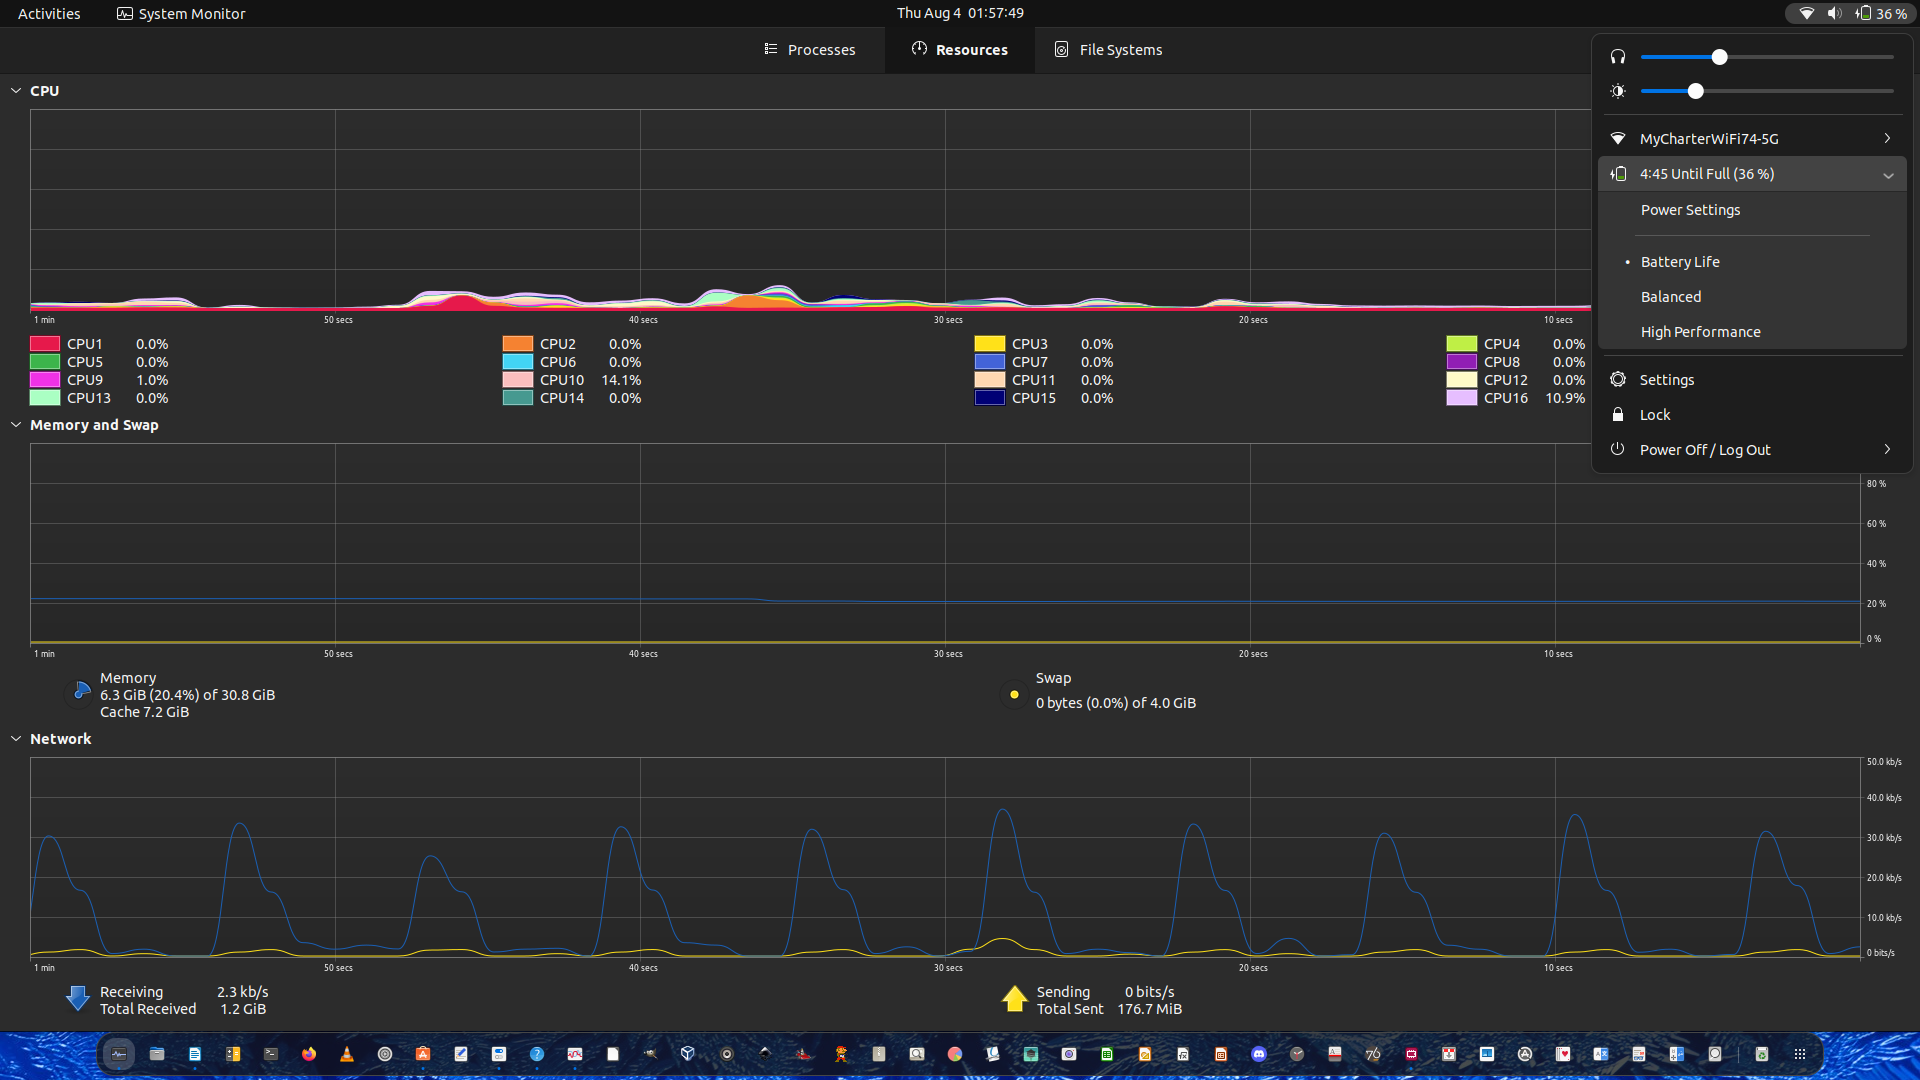 Activities
System Monitor
Thu Aug 4 01:57:49
36 %
Processes
Resources
File Systems
CPU
1 min
50 secs
40 secs
30 secs
20 secs
10 secs
CPU1 0.0%
CPU2 0.0%
CPU3 0.0%
CPU4 0.0%
CPU5 0.0%
CPU6 0.0%
CPU7 0.0%
CPU8 0.0%
CPU9 1.0%
CPU10 14.1%
CPU11 0.0%
CPU12 0.0%
CPU13 0.0%
CPU14 0.0%
CPU15 0.0%
CPU16 10.9%
MyCharterWiFi74-5G
4:45 Until Full (36 %)
Power Settings
Battery Life
Balanced
High Performance
Settings
Lock
Power Off / Log Out
Memory and Swap
80 %
60 %
40 %
20 %
0 %
1 min
50 secs
40 secs
30 secs
20 secs
10 secs
Memory
6.3 GiB (20.4%) of 30.8 GiB
Cache 7.2 GiB
Swap
0 bytes (0.0%) of 4.0 GiB
Network
50.0 kb/s
40.0 kb/s
30.0 kb/s
20.0 kb/s
10.0 kb/s
0 bits/s
1 min
50 secs
40 secs
30 secs
20 secs
10 secs
Receiving 2.3 kb/s
Total Received 1.2 GiB
Sending 0 bits/s
Total Sent 176.7 MiB
76